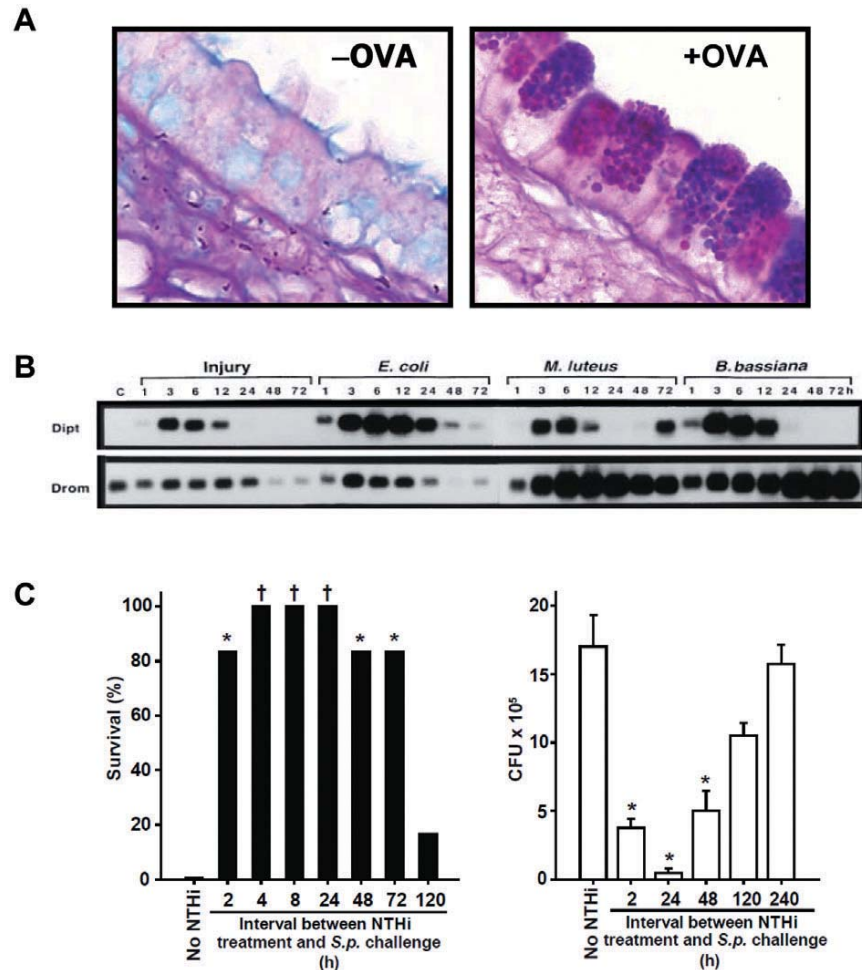 A
–OVA
+OVA
B
Injury E. coli M. luteus B. bassiana
C 1 3 6 12 24 48 72 1 3 6 12 24 48 72 1 3 6 12 24 48 72 1 3 6 12 24 48 72h
Dipt
Drom
C
Survival (%)
100
80
60
40
20
0
* † † † * *
No NTHi 2 4 8 24 48 72 120
Interval between NTHi
treatment and S.p. challenge
(h)
CFU x 10⁵
20
15
10
5
0
* * *
No NTHi 2 24 48 120 240
Interval between NTHi
treatment and S.p. challenge
(h)